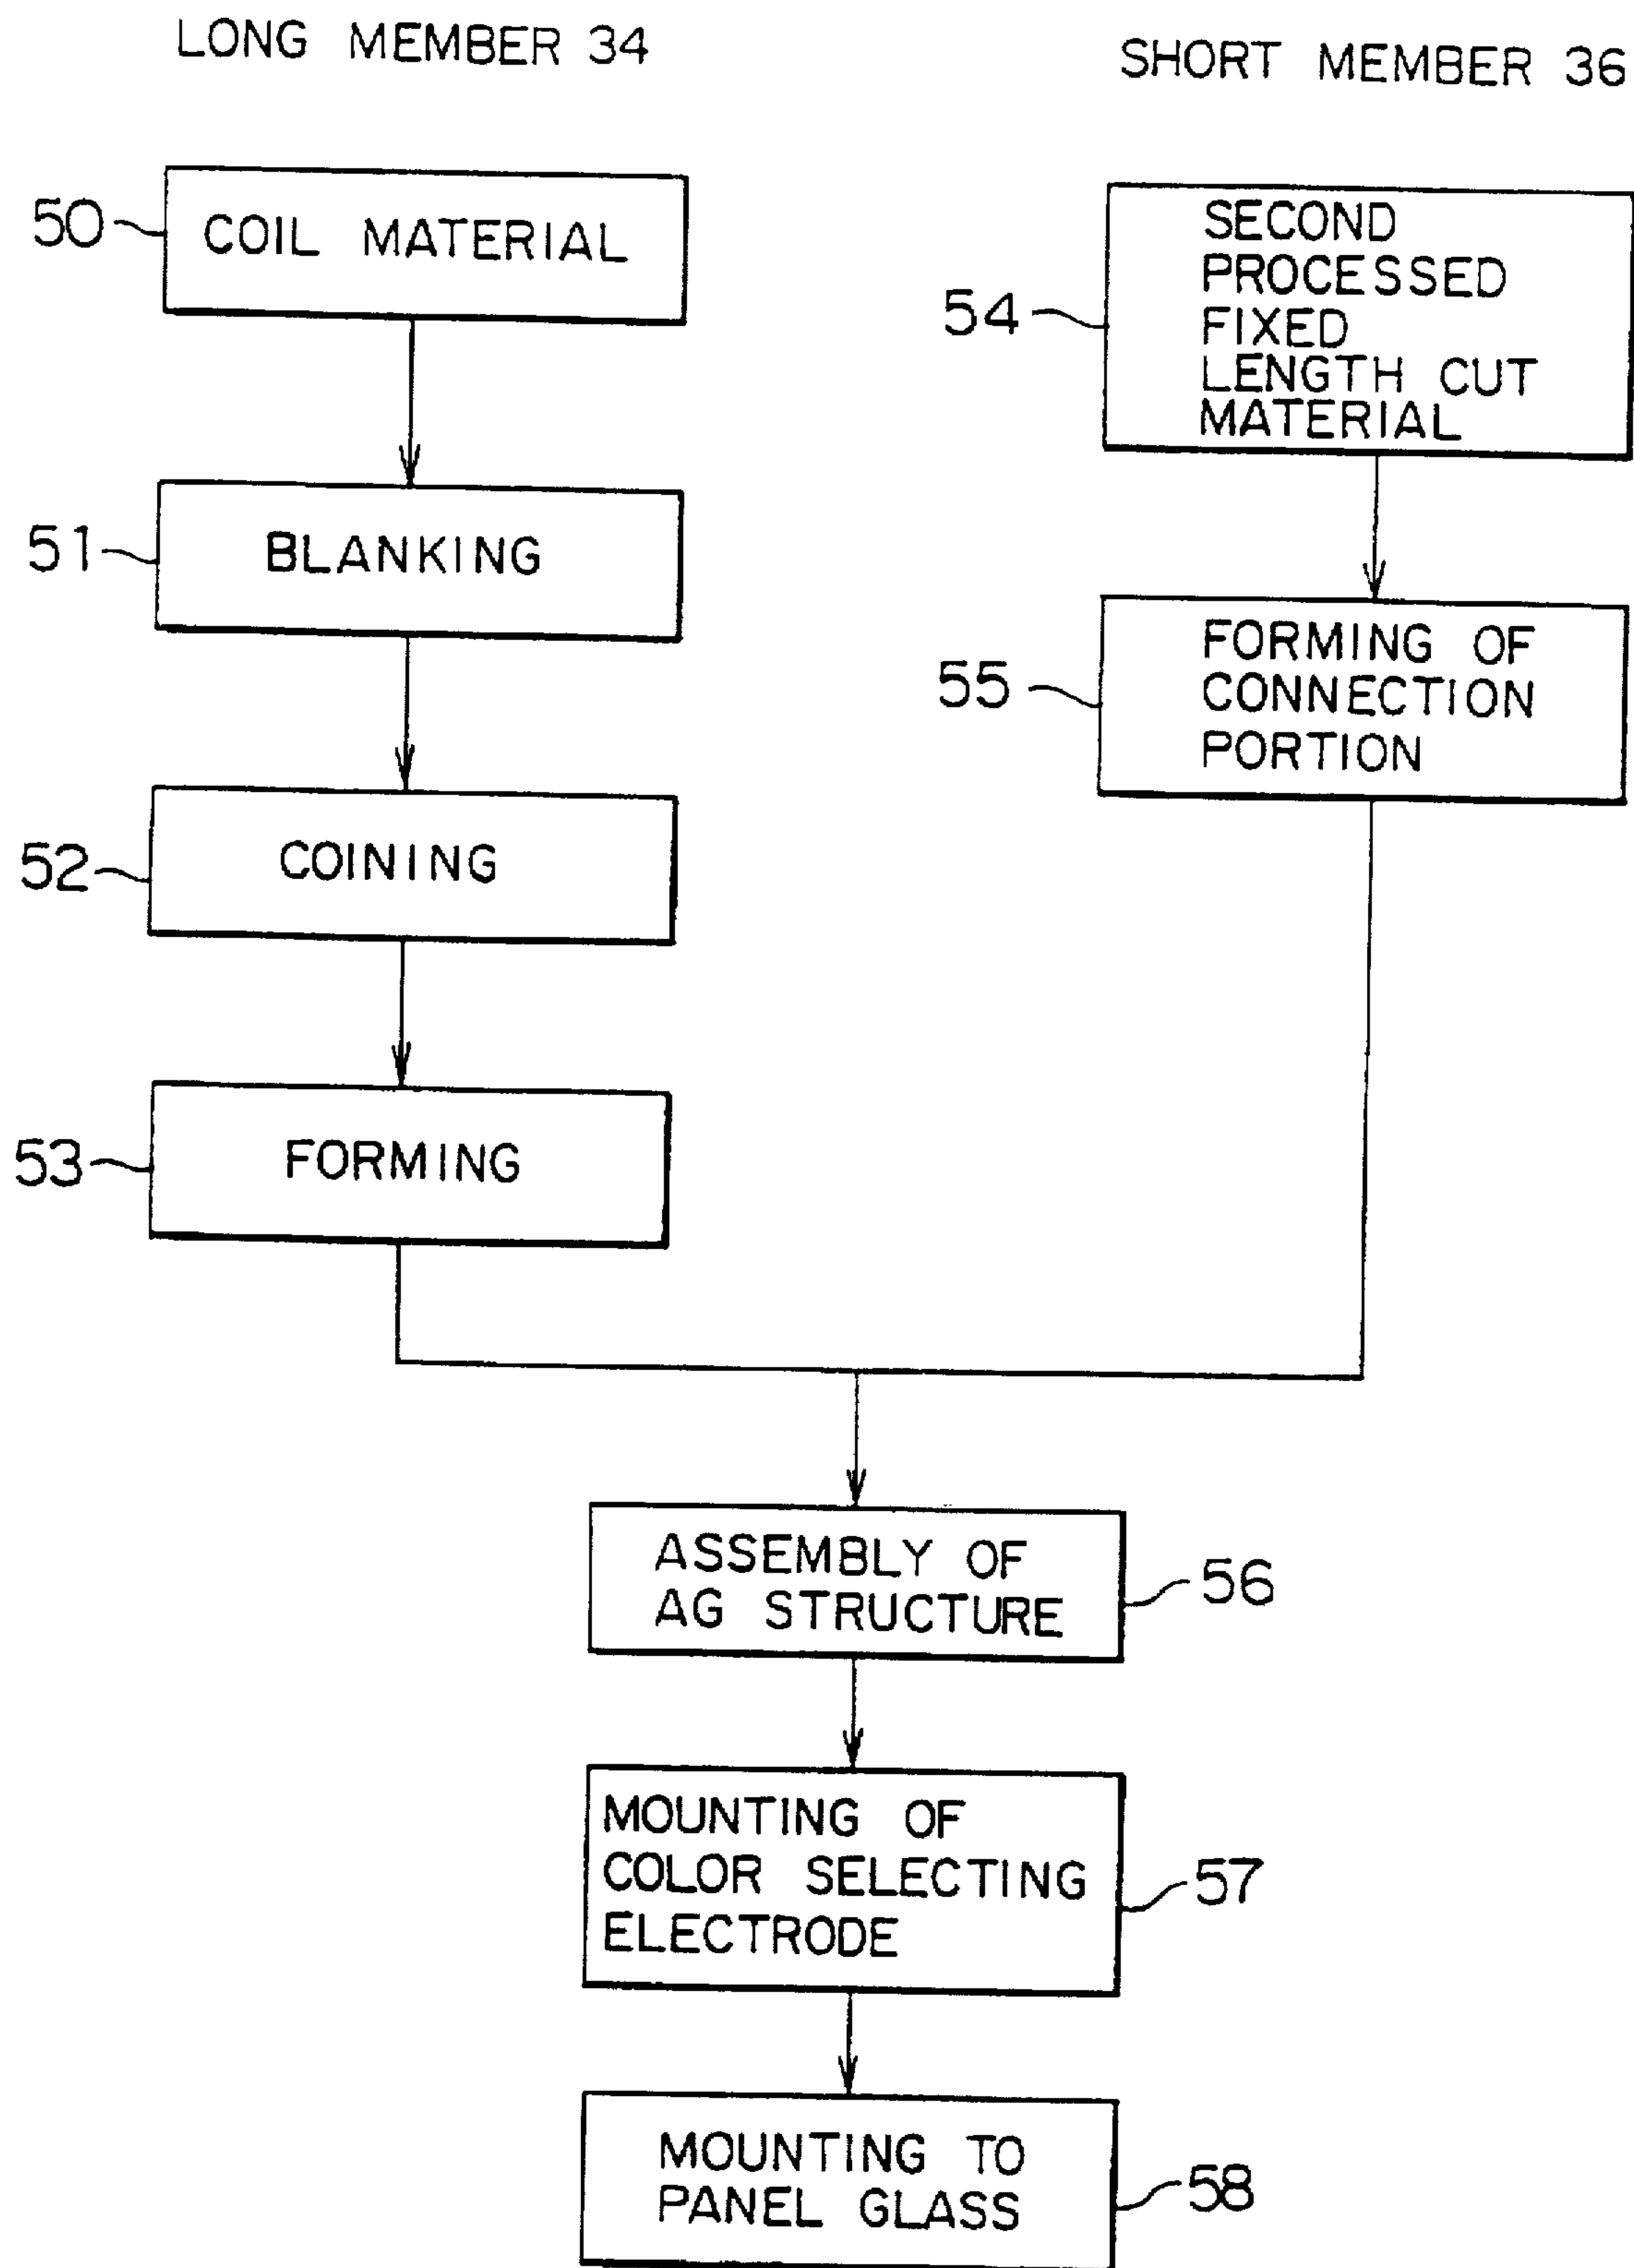 LONG MEMBER 34
SHORT MEMBER 36
50
COIL MATERIAL
51
BLANKING
52
COINING
53
FORMING
54
SECOND
PROCESSED
FIXED
LENGTH CUT
MATERIAL
55
FORMING OF
CONNECTION
PORTION
ASSEMBLY OF
AG STRUCTURE
56
MOUNTING OF
COLOR SELECTING
ELECTRODE
57
MOUNTING TO
PANEL GLASS
58